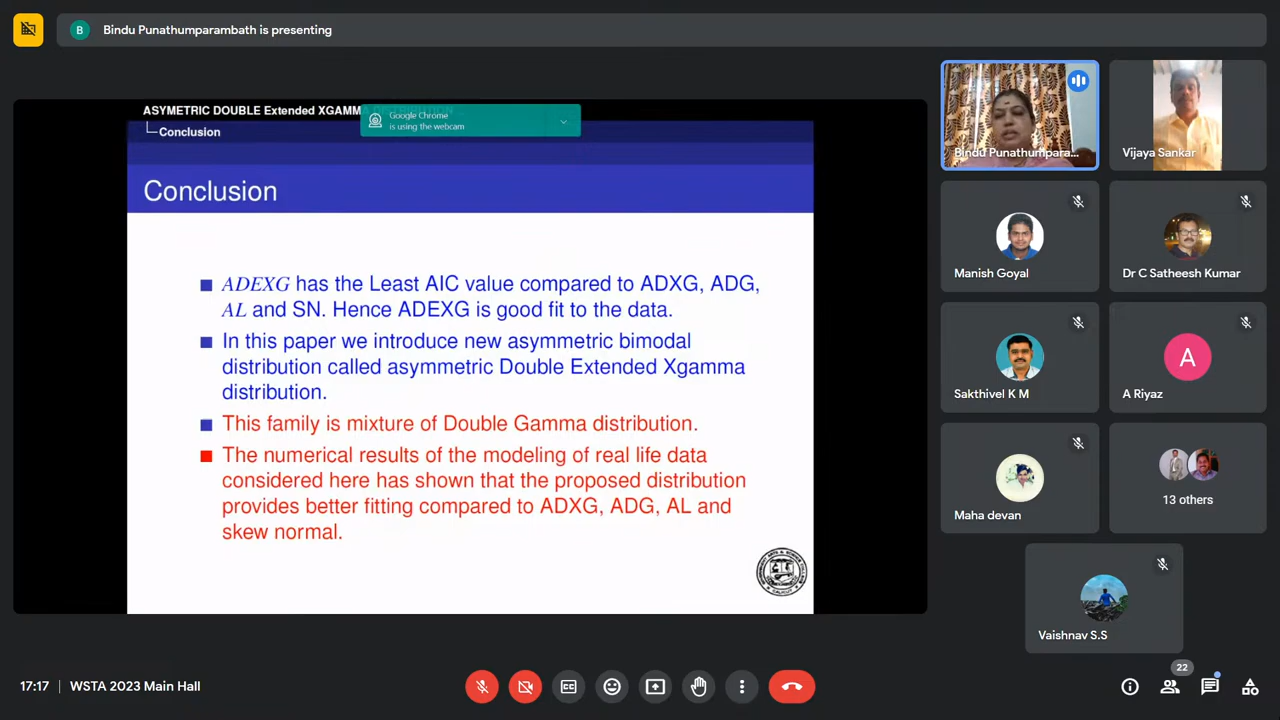 B
Bindu Punathumparambath is presenting
ASYMETRIC DOUBLE Extended XGAMMA
Google Chrome
is using the webcam
Conclusion
Conclusion
ADEXG has the Least AIC value compared to ADXG, ADG,
AL and SN. Hence ADEXG is good fit to the data.
In this paper we introduce new asymmetric bimodal
distribution called asymmetric Double Extended Xgamma
distribution.
This family is mixture of Double Gamma distribution.
The numerical results of the modeling of real life data
considered here has shown that the proposed distribution
provides better fitting compared to ADXG, ADG, AL and
skew normal.
Bindu Punathumpara...
Vijaya Sankar
Manish Goyal
Dr C Satheesh Kumar
Sakthivel K M
A
A Riyaz
Maha devan
13 others
Vaishnav S.S
17:17 | WSTA 2023 Main Hall
22